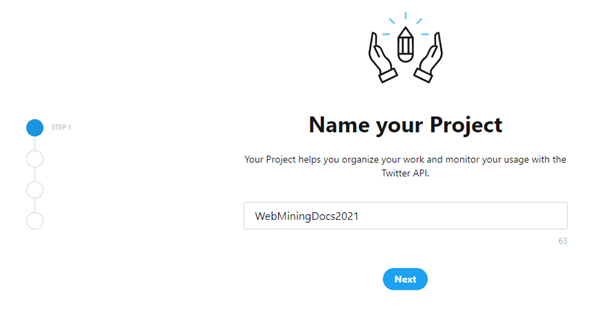 STEP 1
Name your Project
Your Project helps you organize your work and monitor your usage with the
Twitter API.
WebMiningDocs2021
63
Next